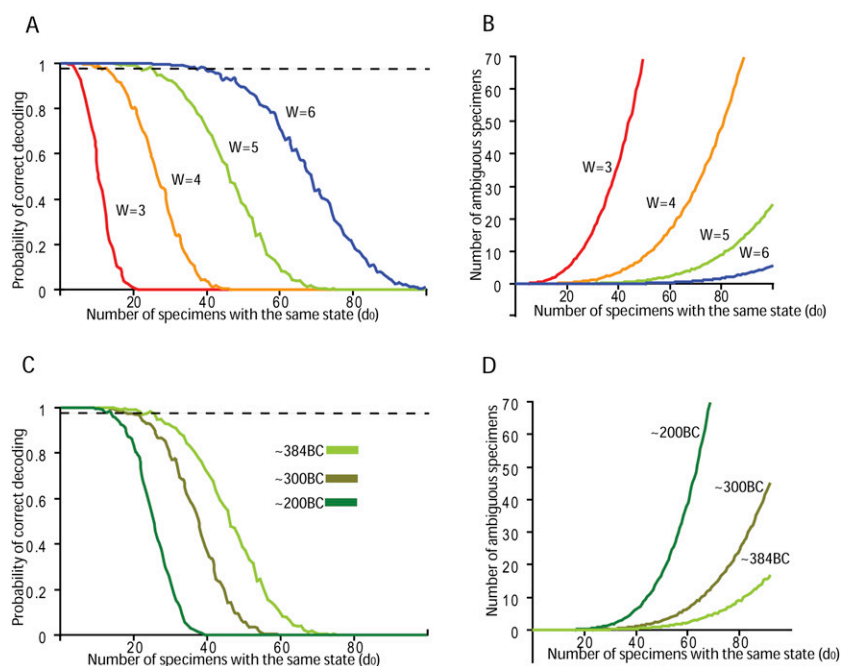 A
Probability of correct decoding
1
0.8
0.6
0.4
0.2
0
W=3
W=4
W=5
W=6
20
40
60
80
Number of specimens with the same state (d0)
B
Number of ambiguous specimens
70
60
50
40
30
20
10
0
W=3
W=4
W=5
W=6
20
40
60
80
Number of specimens with the same state (d0)
C
Probability of correct decoding
1
0.8
0.6
0.4
0.2
0
~384BC
~300BC
~200BC
20
40
60
80
Number of specimens with the same state (d0)
D
Number of ambiguous specimens
70
60
50
40
30
20
10
0
~200BC
~300BC
~384BC
20
40
60
80
Number of specimens with the same state (d0)